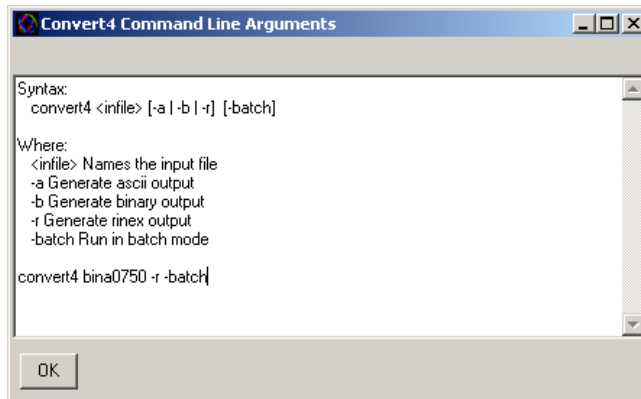 Convert4 Command Line Arguments
Syntax:
convert4 <infile> [-a | -b | -r] [-batch]
Where:
<infile> Names the input file
-a Generate ascii output
-b Generate binary output
-r Generate rinex output
-batch Run in batch mode
convert4 bina0750 -r -batch
OK